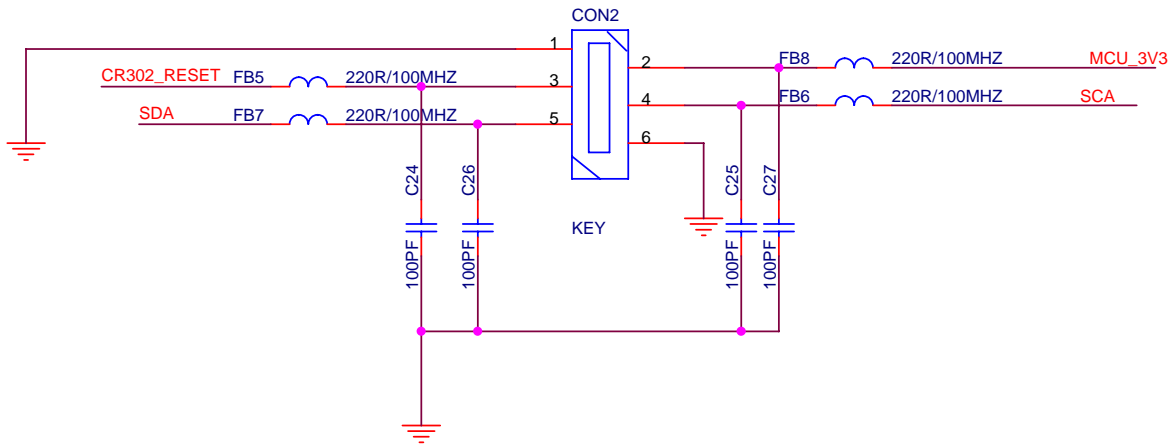 CON2
1
2
FB8
220R/100MHZ
MCU_3V3
CR302_RESET
FB5
220R/100MHZ
3
4
FB6
220R/100MHZ
SCA
SDA
FB7
220R/100MHZ
5
6
C24
C26
C25
C27
KEY
100PF
100PF
100PF
100PF